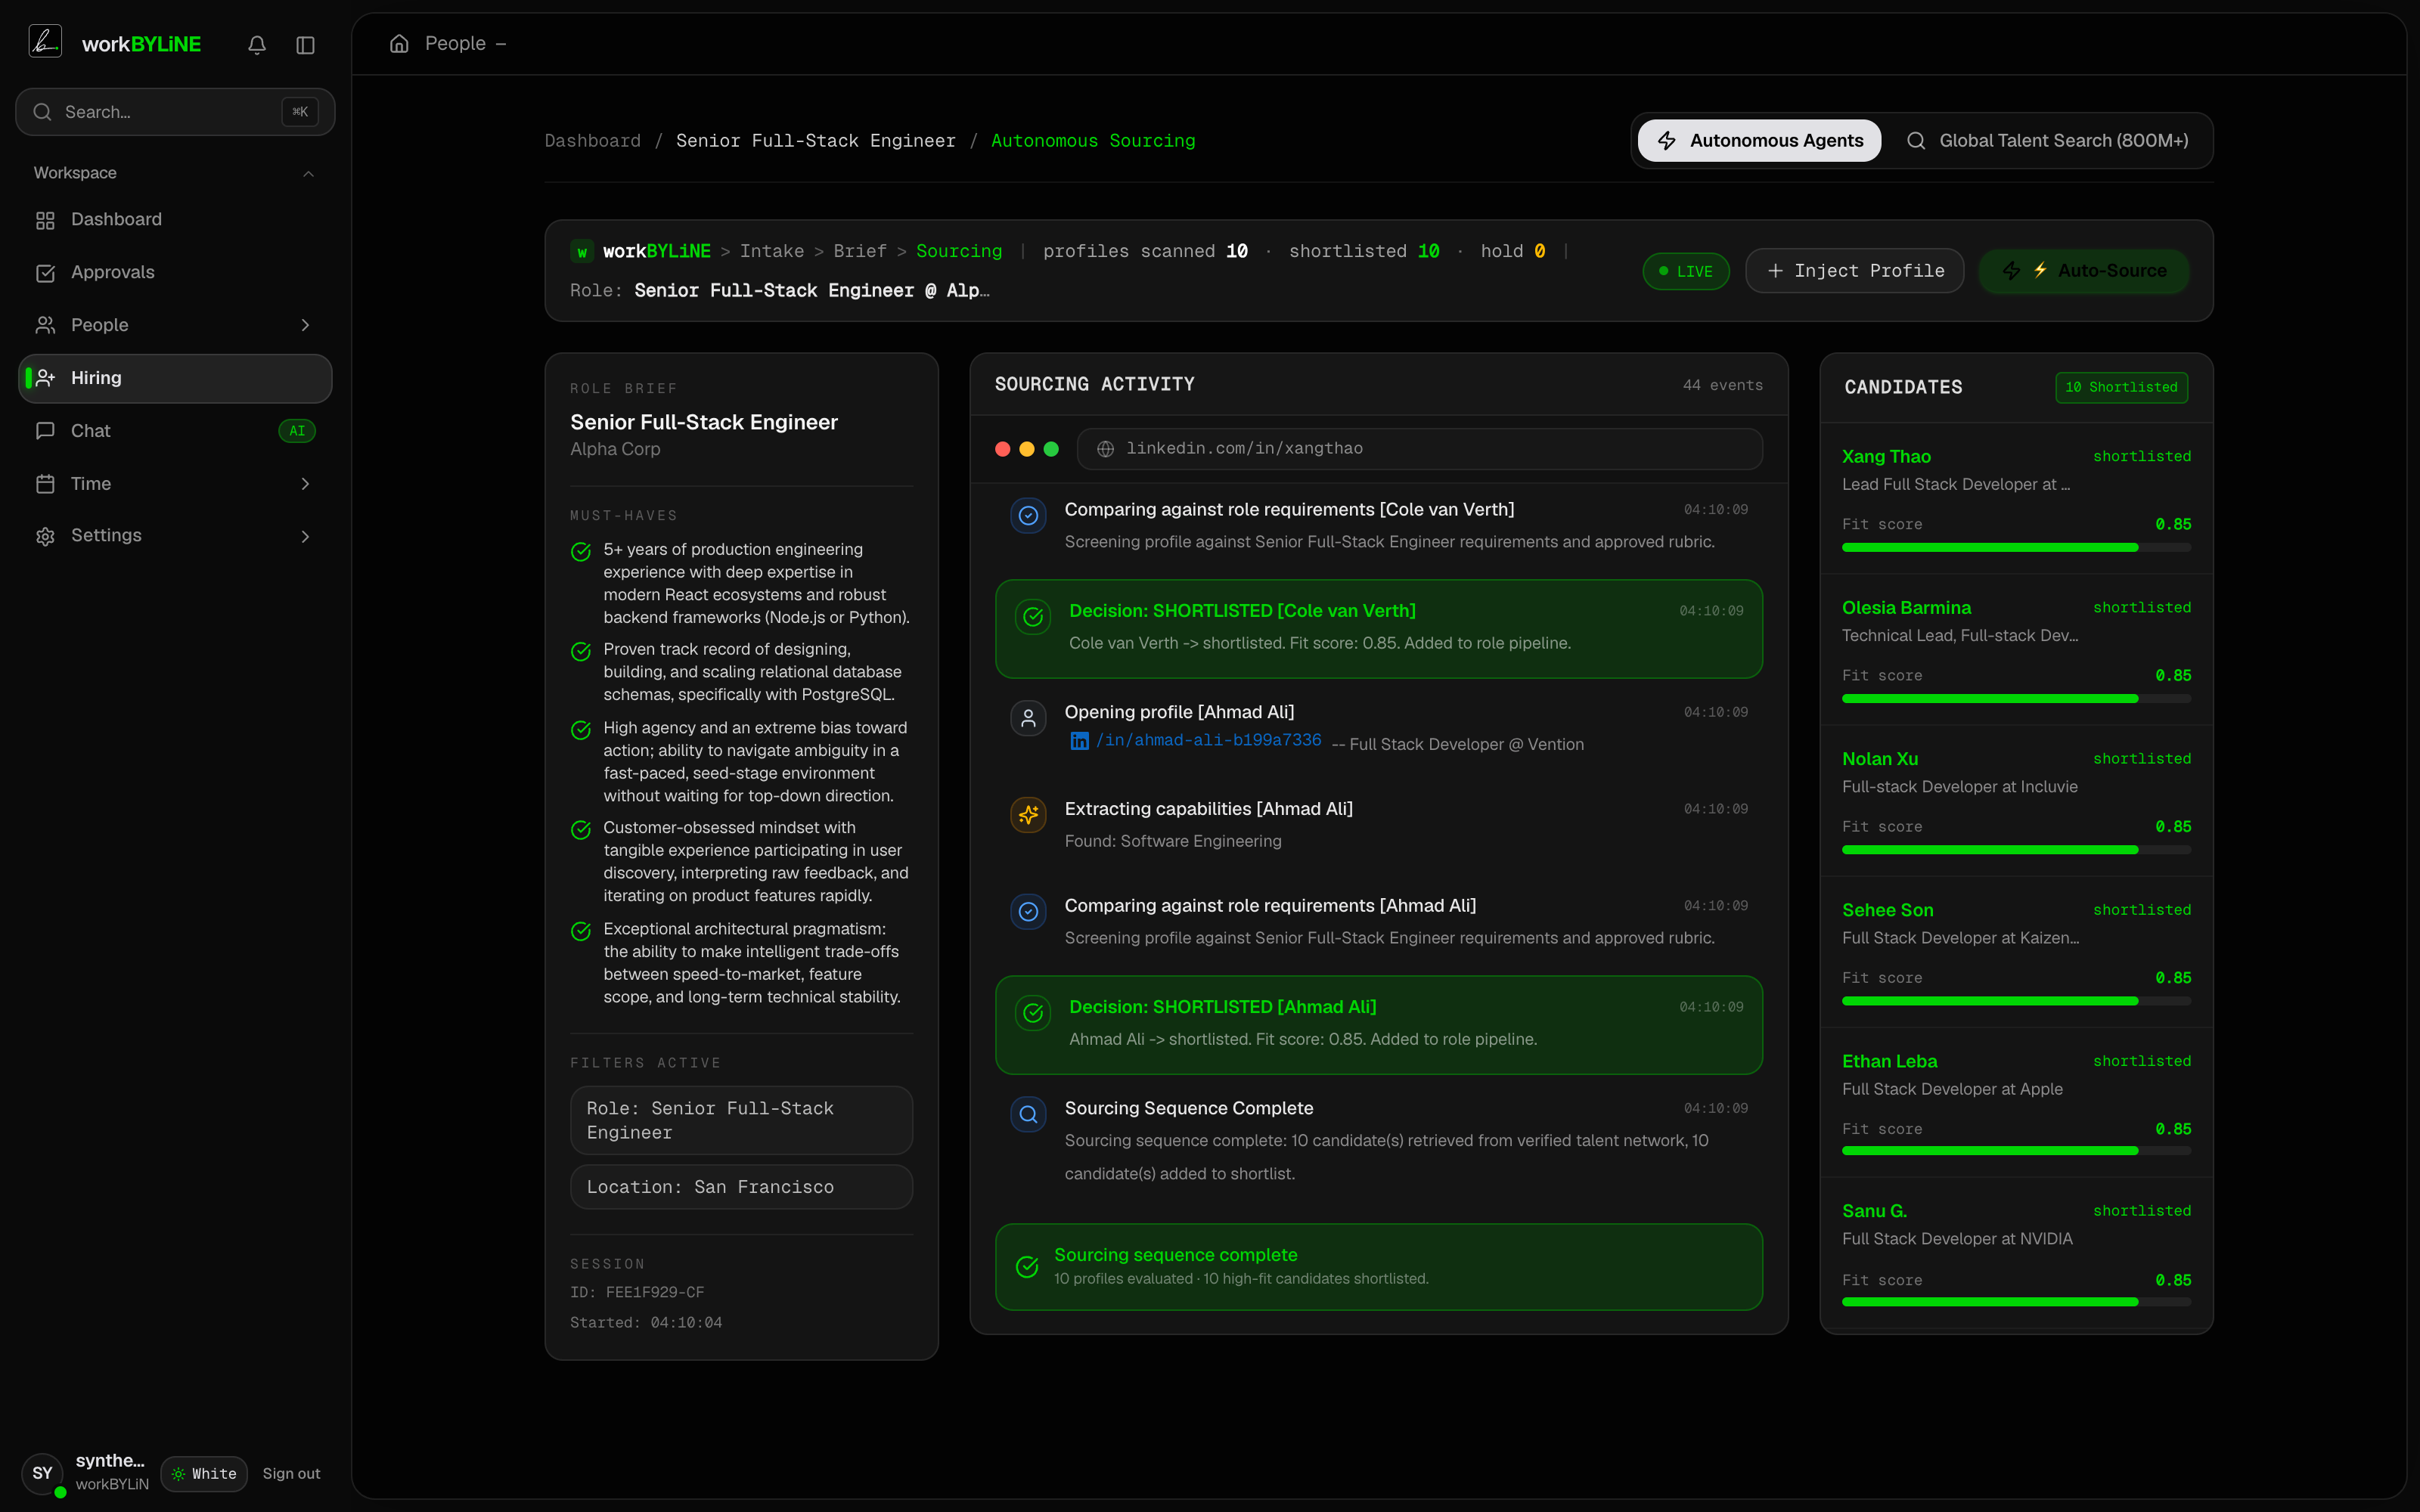 workBYLiNE
Search...
⌘K
Workspace
Dashboard
Approvals
People
Hiring
Chat
AI
Time
Settings
SY
synthe...
workBYLiN
White
Sign out
People –
Dashboard / Senior Full-Stack Engineer / Autonomous Sourcing
Autonomous Agents
Global Talent Search (800M+)
w workBYLiNE > Intake > Brief > Sourcing | profiles scanned 10 · shortlisted 10 · hold 0 |
Role: Senior Full-Stack Engineer @ Alp…
LIVE
+ Inject Profile
⚡ Auto-Source
ROLE BRIEF
Senior Full-Stack Engineer
Alpha Corp
MUST-HAVES
5+ years of production engineering
experience with deep expertise in
modern React ecosystems and robust
backend frameworks (Node.js or Python).
Proven track record of designing,
building, and scaling relational database
schemas, specifically with PostgreSQL.
High agency and an extreme bias toward
action; ability to navigate ambiguity in a
fast-paced, seed-stage environment
without waiting for top-down direction.
Customer-obsessed mindset with
tangible experience participating in user
discovery, interpreting raw feedback, and
iterating on product features rapidly.
Exceptional architectural pragmatism:
the ability to make intelligent trade-offs
between speed-to-market, feature
scope, and long-term technical stability.
FILTERS ACTIVE
Role: Senior Full-Stack
Engineer
Location: San Francisco
SESSION
ID: FEE1F929-CF
Started: 04:10:04
SOURCING ACTIVITY
44 events
linkedin.com/in/xangthao
Comparing against role requirements [Cole van Verth]
04:10:09
Screening profile against Senior Full-Stack Engineer requirements and approved rubric.
Decision: SHORTLISTED [Cole van Verth]
04:10:09
Cole van Verth -> shortlisted. Fit score: 0.85. Added to role pipeline.
Opening profile [Ahmad Ali]
04:10:09
in /in/ahmad-ali-b199a7336 -- Full Stack Developer @ Vention
Extracting capabilities [Ahmad Ali]
04:10:09
Found: Software Engineering
Comparing against role requirements [Ahmad Ali]
04:10:09
Screening profile against Senior Full-Stack Engineer requirements and approved rubric.
Decision: SHORTLISTED [Ahmad Ali]
04:10:09
Ahmad Ali -> shortlisted. Fit score: 0.85. Added to role pipeline.
Sourcing Sequence Complete
04:10:09
Sourcing sequence complete: 10 candidate(s) retrieved from verified talent network, 10
candidate(s) added to shortlist.
Sourcing sequence complete
10 profiles evaluated · 10 high-fit candidates shortlisted.
CANDIDATES
10 Shortlisted
Xang Thao
shortlisted
Lead Full Stack Developer at ...
Fit score
0.85
Olesia Barmina
shortlisted
Technical Lead, Full-stack Dev...
Fit score
0.85
Nolan Xu
shortlisted
Full-stack Developer at Incluvie
Fit score
0.85
Sehee Son
shortlisted
Full Stack Developer at Kaizen...
Fit score
0.85
Ethan Leba
shortlisted
Full Stack Developer at Apple
Fit score
0.85
Sanu G.
shortlisted
Full Stack Developer at NVIDIA
Fit score
0.85